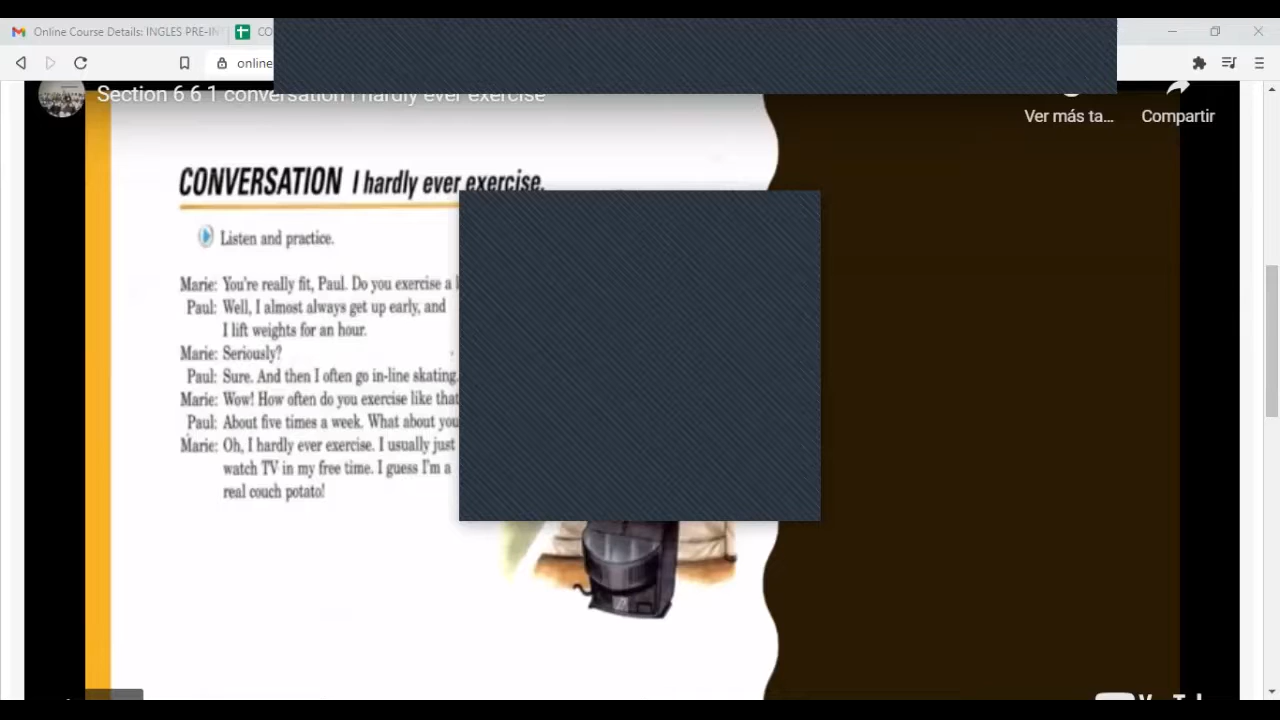 Online Course Details: INGLES PRE-IN
CO
online
Section 6 6 1 conversation I hardly ever exercise
Ver más ta...
Compartir
CONVERSATION I hardly ever exercise.
Listen and practice.
Marie: You're really fit, Paul. Do you exercise a
Paul: Well, I almost always get up early, and
I lift weights for an hour.
Marie: Seriously?
Paul: Sure. And then I often go in-line skating.
Marie: Wow! How often do you exercise like that
Paul: About five times a week. What about you
Marie: Oh, I hardly ever exercise. I usually just
watch TV in my free time. I guess I'm a
real couch potato!